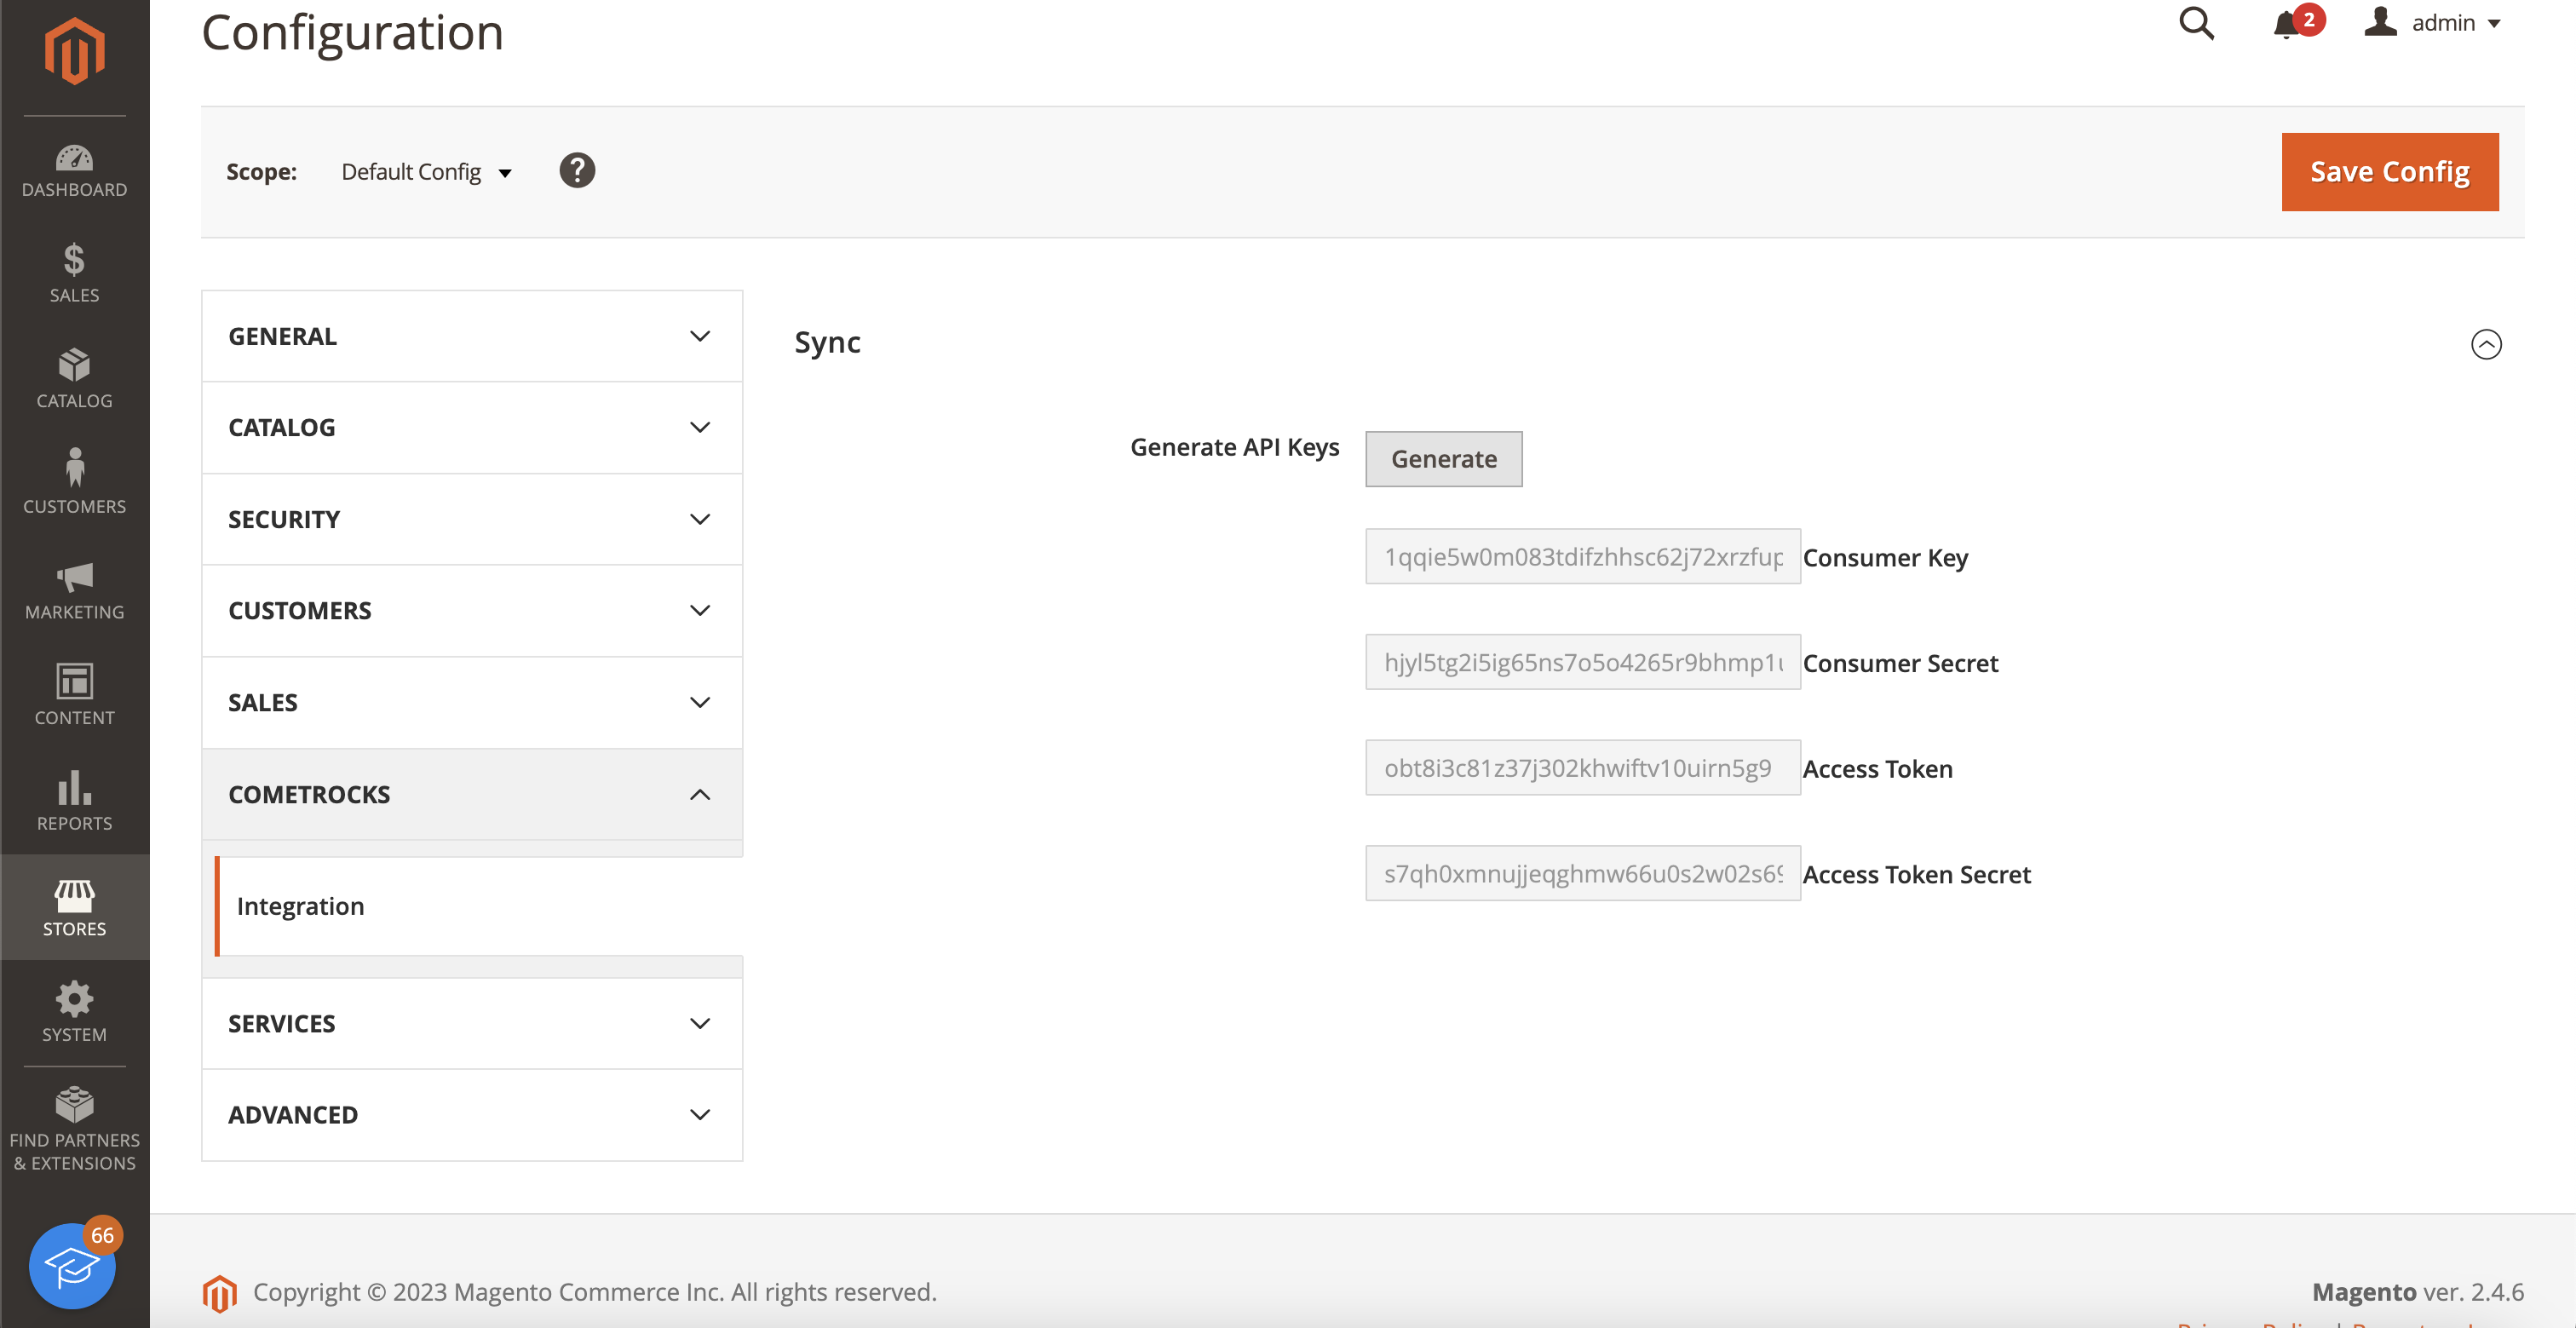 Configuration
2
admin
Scope:
Default Config
?
Save Config
DASHBOARD
SALES
CATALOG
CUSTOMERS
MARKETING
CONTENT
REPORTS
STORES
SYSTEM
FIND PARTNERS
& EXTENSIONS
66
GENERAL
CATALOG
SECURITY
CUSTOMERS
SALES
COMETROCKS
Integration
SERVICES
ADVANCED
Sync
Generate API Keys
Generate
1qqie5w0m083tdifzhhsc62j72xrzfup
Consumer Key
hjyl5tg2i5ig65ns7o5o4265r9bhmp1
Consumer Secret
obt8i3c81z37j302khwiftv10uirn5g9
Access Token
s7qh0xmnujjeqghmw66u0s2w02s6
Access Token Secret
Copyright © 2023 Magento Commerce Inc. All rights reserved.
Magento ver. 2.4.6